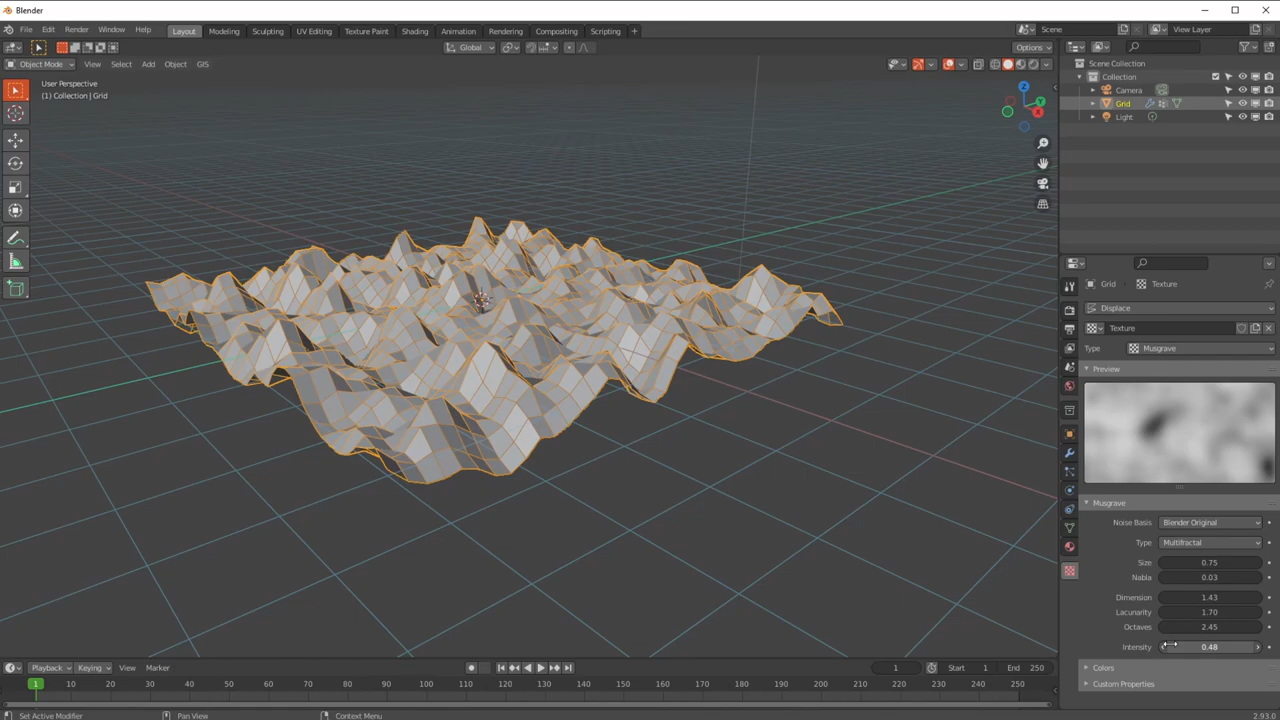 Blender
File Edit Render Window Help Layout Modeling Sculpting UV Editing Texture Paint Shading Animation Rendering Compositing Scripting + Scene View Layer
Global Options
Object Mode View Select Add Object GIS
User Perspective
(1) Collection | Grid
Z
Y
X
Scene Collection
Collection
Camera
Grid
Light
Grid > Texture
Displace
Texture
Type Musgrave
Preview
Musgrave
Noise Basis Blender Original
Type Multifractal
Size 0.75
Nabla 0.03
Dimension 1.43
Lacunarity 1.70
Octaves 2.45
Intensity 0.48
Colors
Custom Properties
Playback Keying View Marker 1 Start 1 End 250
1 10 20 30 40 50 60 70 80 90 100 110 120 130 140 150 160 170 180 190 200 210 220 230 240 250
Set Active Modifier Pan View Context Menu 2.93.0